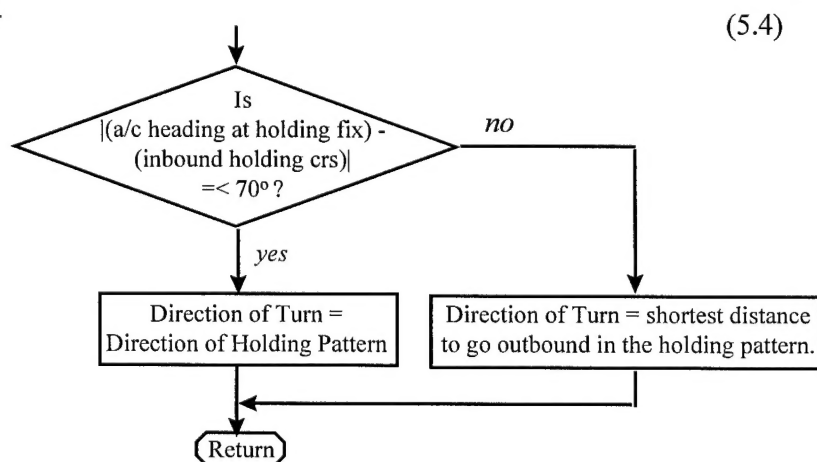 (5.4)
Is
|(a/c heading at holding fix) -
(inbound holding crs)|
=< 70º ?
no
yes
Direction of Turn =
Direction of Holding Pattern
Direction of Turn = shortest distance
to go outbound in the holding pattern.
Return